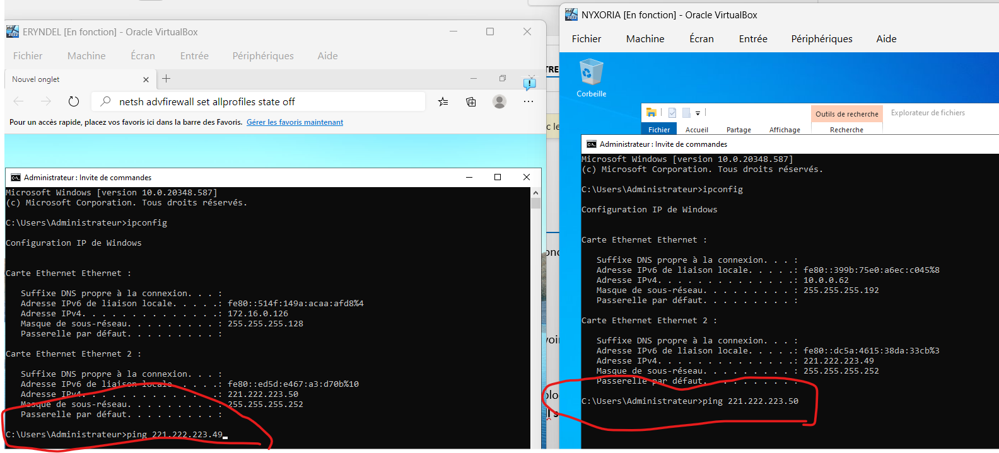 ERYNDEL [En fonction] - Oracle VirtualBox
Fichier Machine Écran Entrée Périphériques Aide
Nouvel onglet
netsh advfirewall set allprofiles state off
Pour un accès rapide, placez vos favoris ici dans la barre des Favoris. Gérer les favoris maintenant
Administrateur : Invite de commandes
Microsoft Windows [version 10.0.20348.587]
(c) Microsoft Corporation. Tous droits réservés.
C:\Users\Administrateur>ipconfig
Configuration IP de Windows
Carte Ethernet Ethernet :
Suffixe DNS propre à la connexion. . . :
Adresse IPv6 de liaison locale. . . . .: fe80::514f:149a:acaa:afd8%4
Adresse IPv4. . . . . . . . . . . . . .: 172.16.0.126
Masque de sous-réseau. . . . . . . . . : 255.255.255.128
Passerelle par défaut. . . . . . . . . :
Carte Ethernet Ethernet 2 :
Suffixe DNS propre à la connexion. . . :
Adresse IPv6 de liaison locale. . . . .: fe80::ed5d:e467:a3:d70b%10
Adresse IPv4. . . . . . . . . . . . . .: 221.222.223.50
Masque de sous-réseau. . . . . . . . . : 255.255.255.252
Passerelle par défaut. . . . . . . . . :
C:\Users\Administrateur>ping 221.222.223.49
NYXORIA [En fonction] - Oracle VirtualBox
Fichier Machine Écran Entrée Périphériques Aide
Corbeille
Outils de recherche Explorateur de fichiers
Fichier Accueil Partage Affichage Recherche
Administrateur : Invite de commandes
Microsoft Windows [version 10.0.20348.587]
(c) Microsoft Corporation. Tous droits réservés.
C:\Users\Administrateur>ipconfig
Configuration IP de Windows
Carte Ethernet Ethernet :
Suffixe DNS propre à la connexion. . . :
Adresse IPv6 de liaison locale. . . . .: fe80::399b:75e0:a6ec:c045%8
Adresse IPv4. . . . . . . . . . . . . .: 10.0.0.62
Masque de sous-réseau. . . . . . . . . : 255.255.255.192
Passerelle par défaut. . . . . . . . . :
Carte Ethernet Ethernet 2 :
Suffixe DNS propre à la connexion. . . :
Adresse IPv6 de liaison locale. . . . .: fe80::dc5a:4615:38da:33cb%3
Adresse IPv4. . . . . . . . . . . . . .: 221.222.223.49
Masque de sous-réseau. . . . . . . . . : 255.255.255.252
Passerelle par défaut. . . . . . . . . :
C:\Users\Administrateur>ping 221.222.223.50